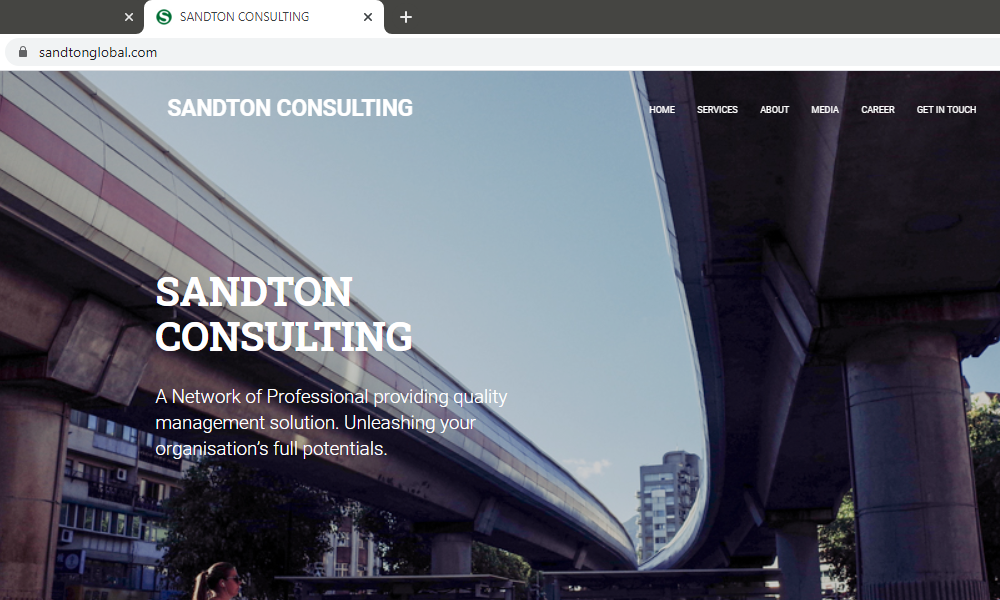 SANDTON CONSULTING
sandtonglobal.com
SANDTON CONSULTING
HOME SERVICES ABOUT MEDIA CAREER GET IN TOUCH
SANDTON
CONSULTING
A Network of Professional providing quality
management solution. Unleashing your
organisation’s full potentials.